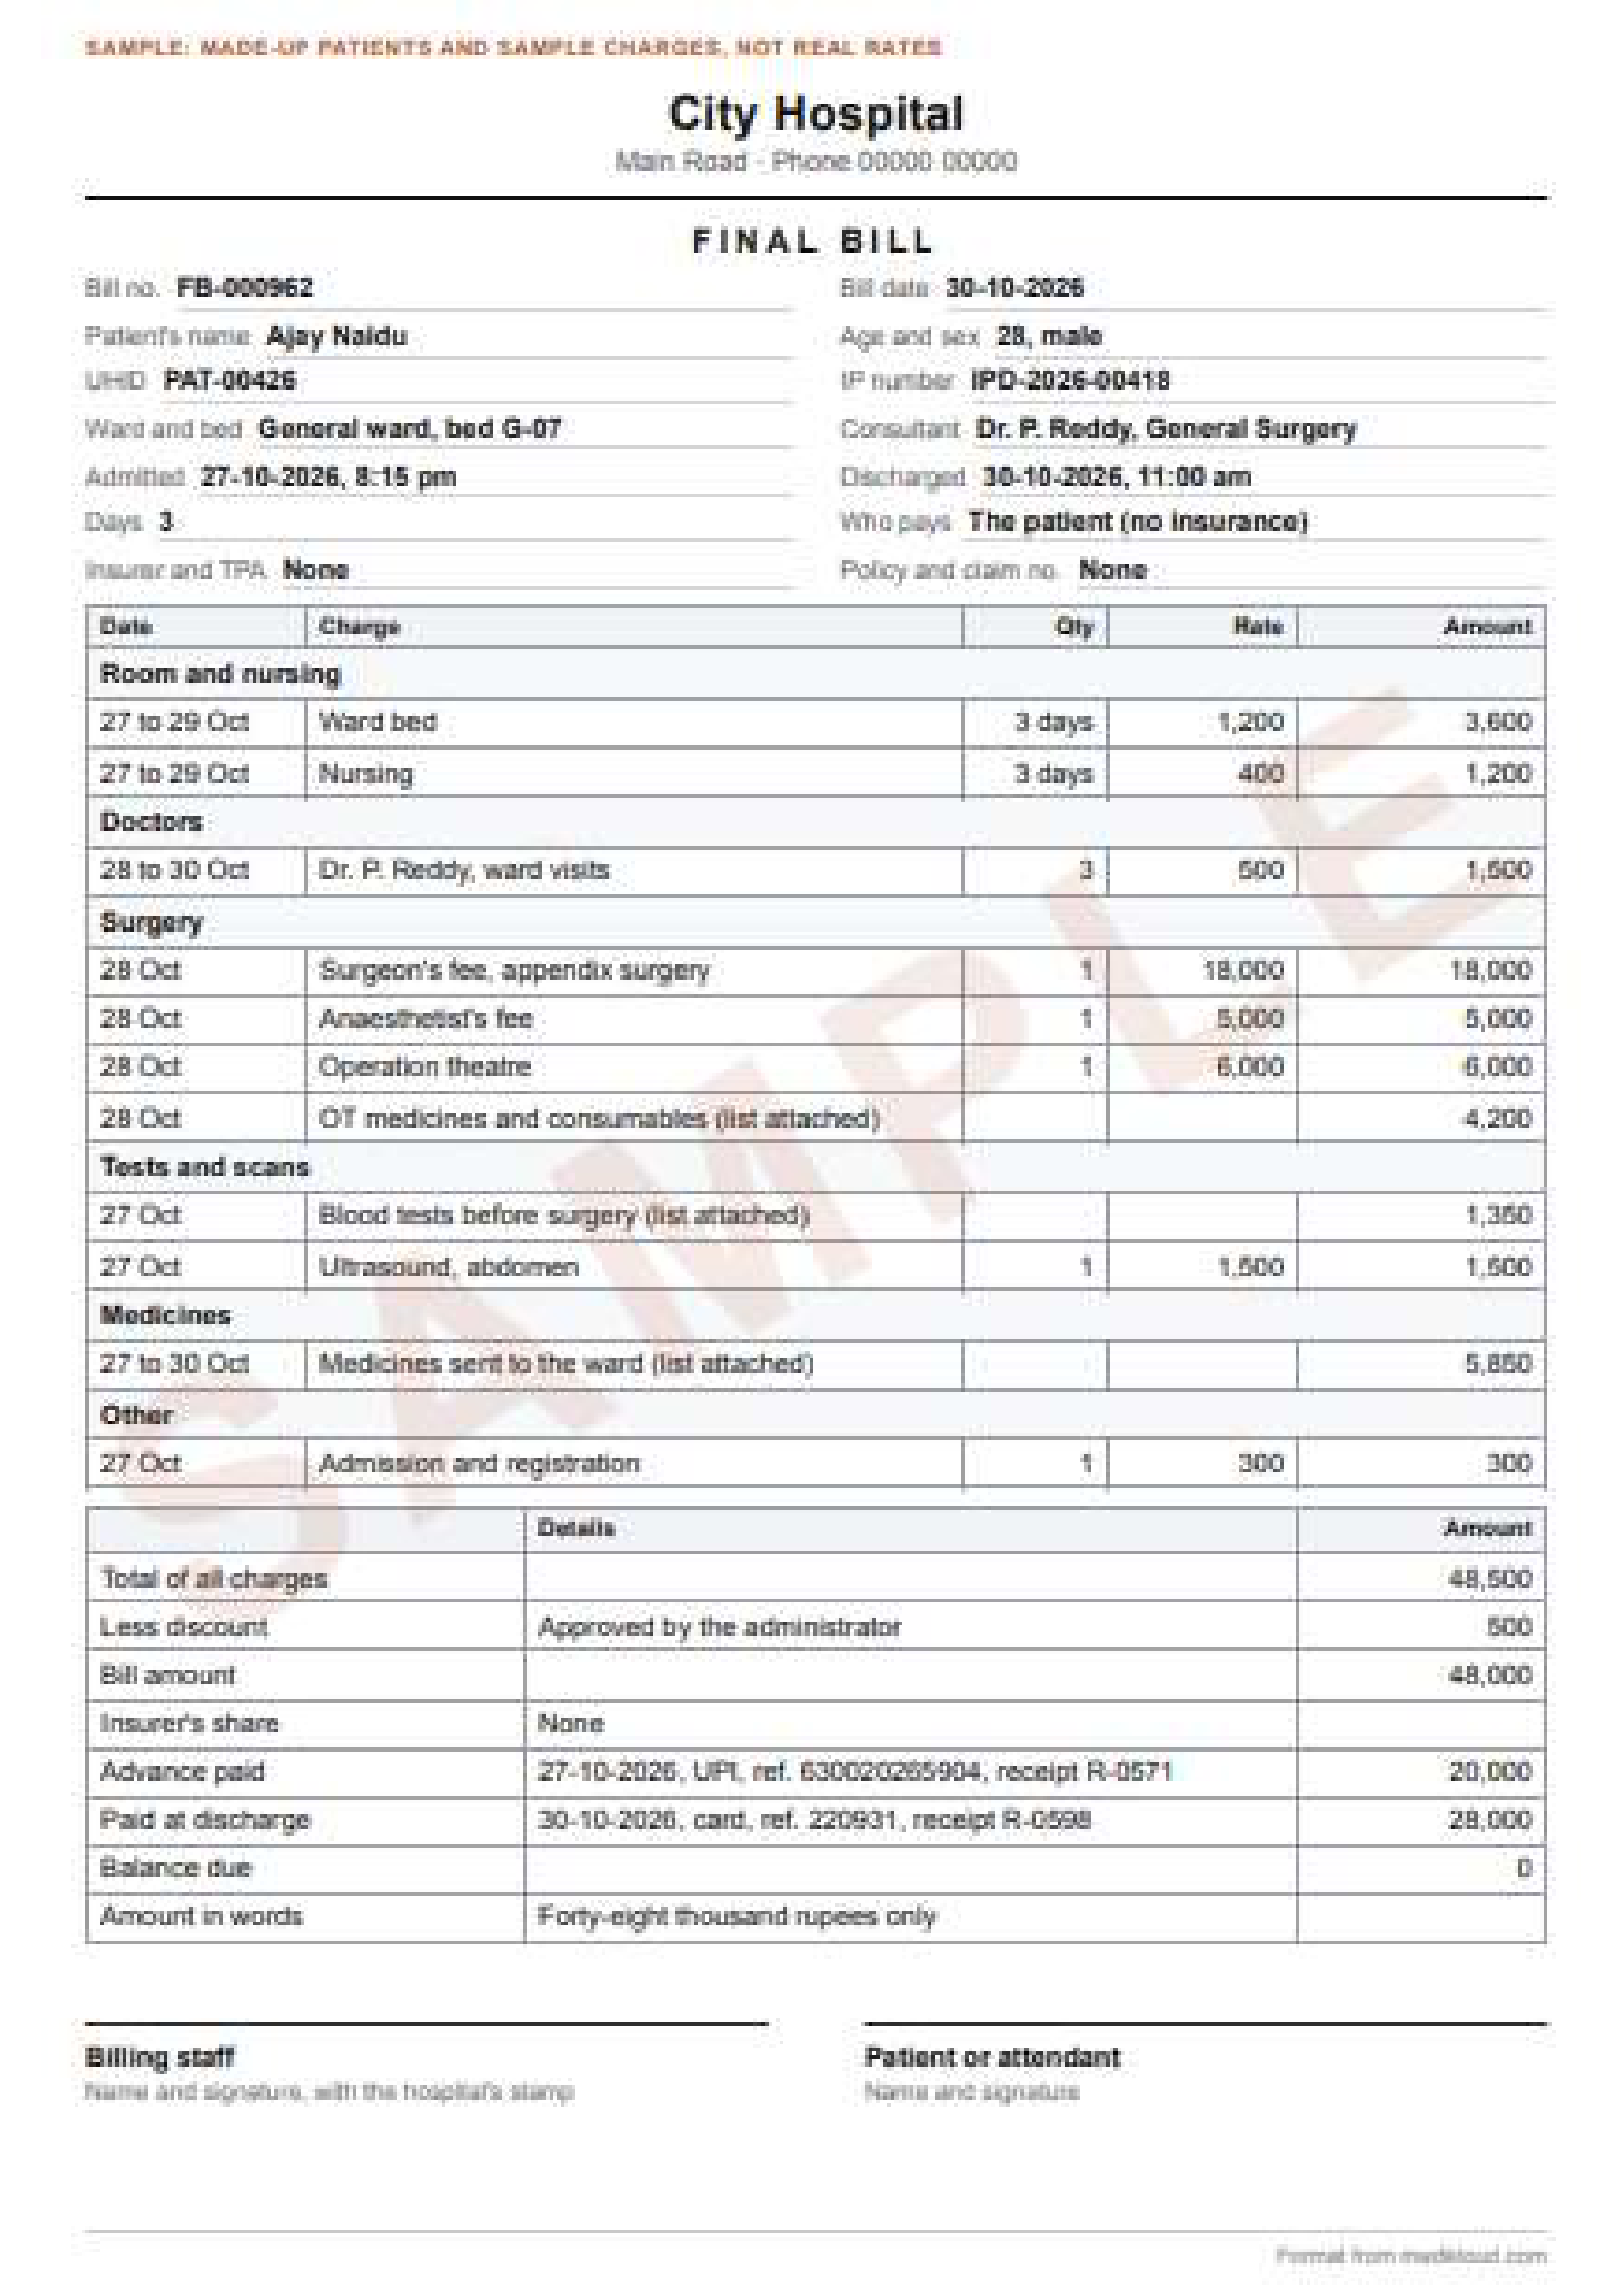 SAMPLE: MADE-UP PATIENTS AND SAMPLE CHARGES, NOT REAL RATES
City Hospital
Main Road · Phone 00000 00000
FINAL BILL
Bill no. FB-000962 Bill date 30-10-2026
Patient's name Ajay Naidu Age and sex 28, male
UHID PAT-00426 IP number IPD-2026-00418
Ward and bed General ward, bed G-07 Consultant Dr. P. Reddy, General Surgery
Admitted 27-10-2026, 8:15 pm Discharged 30-10-2026, 11:00 am
Days 3 Who pays The patient (no insurance)
Insurer and TPA None Policy and claim no. None
Date Charge Qty Rate Amount
Room and nursing
27 to 29 Oct Ward bed 3 days 1,200 3,600
27 to 29 Oct Nursing 3 days 400 1,200
Doctors
28 to 30 Oct Dr. P. Reddy, ward visits 3 500 1,500
Surgery
28 Oct Surgeon's fee, appendix surgery 1 18,000 18,000
28 Oct Anaesthetist's fee 1 5,000 5,000
28 Oct Operation theatre 1 6,000 6,000
28 Oct OT medicines and consumables (list attached) 4,200
Tests and scans
27 Oct Blood tests before surgery (list attached) 1,350
27 Oct Ultrasound, abdomen 1 1,500 1,500
Medicines
27 to 30 Oct Medicines sent to the ward (list attached) 5,850
Other
27 Oct Admission and registration 1 300 300
SAMPLE
Details Amount
Total of all charges 48,500
Less discount Approved by the administrator 500
Bill amount 48,000
Insurer's share None
Advance paid 27-10-2026, UPI, ref. 630020265904, receipt R-0571 20,000
Paid at discharge 30-10-2026, card, ref. 220931, receipt R-0598 28,000
Balance due 0
Amount in words Forty-eight thousand rupees only
Billing staff Patient or attendant
Name and signature, with the hospital's stamp Name and signature
Format from medkloud.com